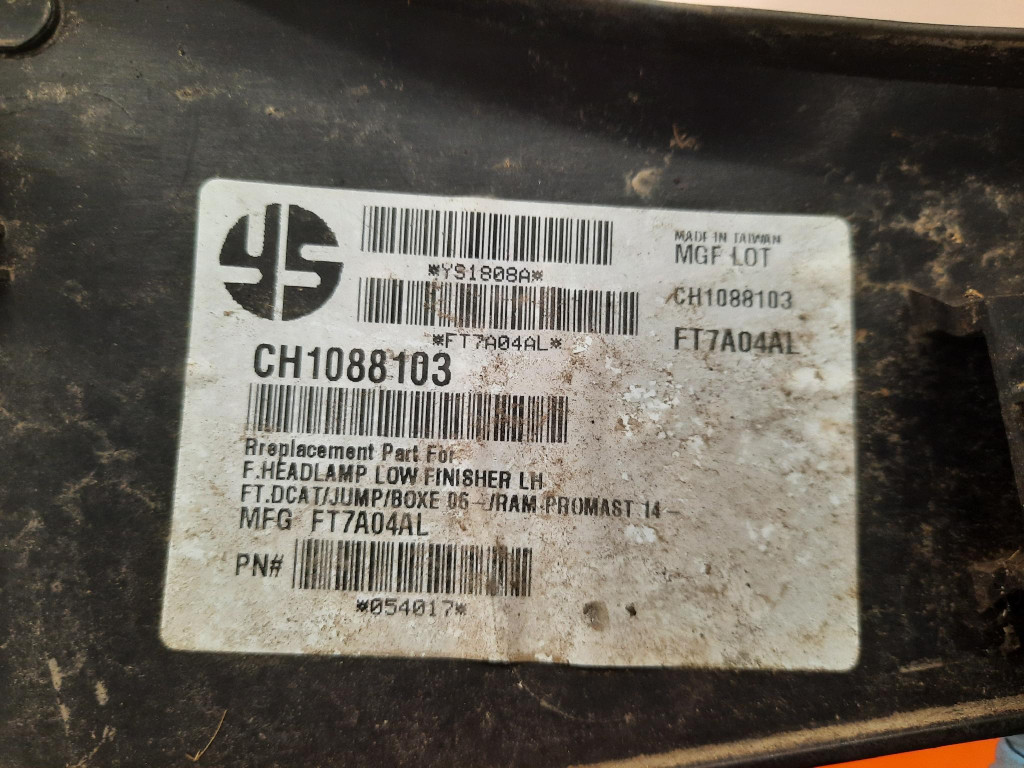 YS
*YS1808A*
*FT7A04AL*
MADE IN TAIWAN
MGF LOT
CH1088103
FT7A04AL
CH1088103
Rreplacement Part For
F.HEADLAMP LOW FINISHER LH
FT.DCAT/JUMP/BOXE 06-/RAM PROMAST 14-
MFG FT7A04AL
PN#
*054017*